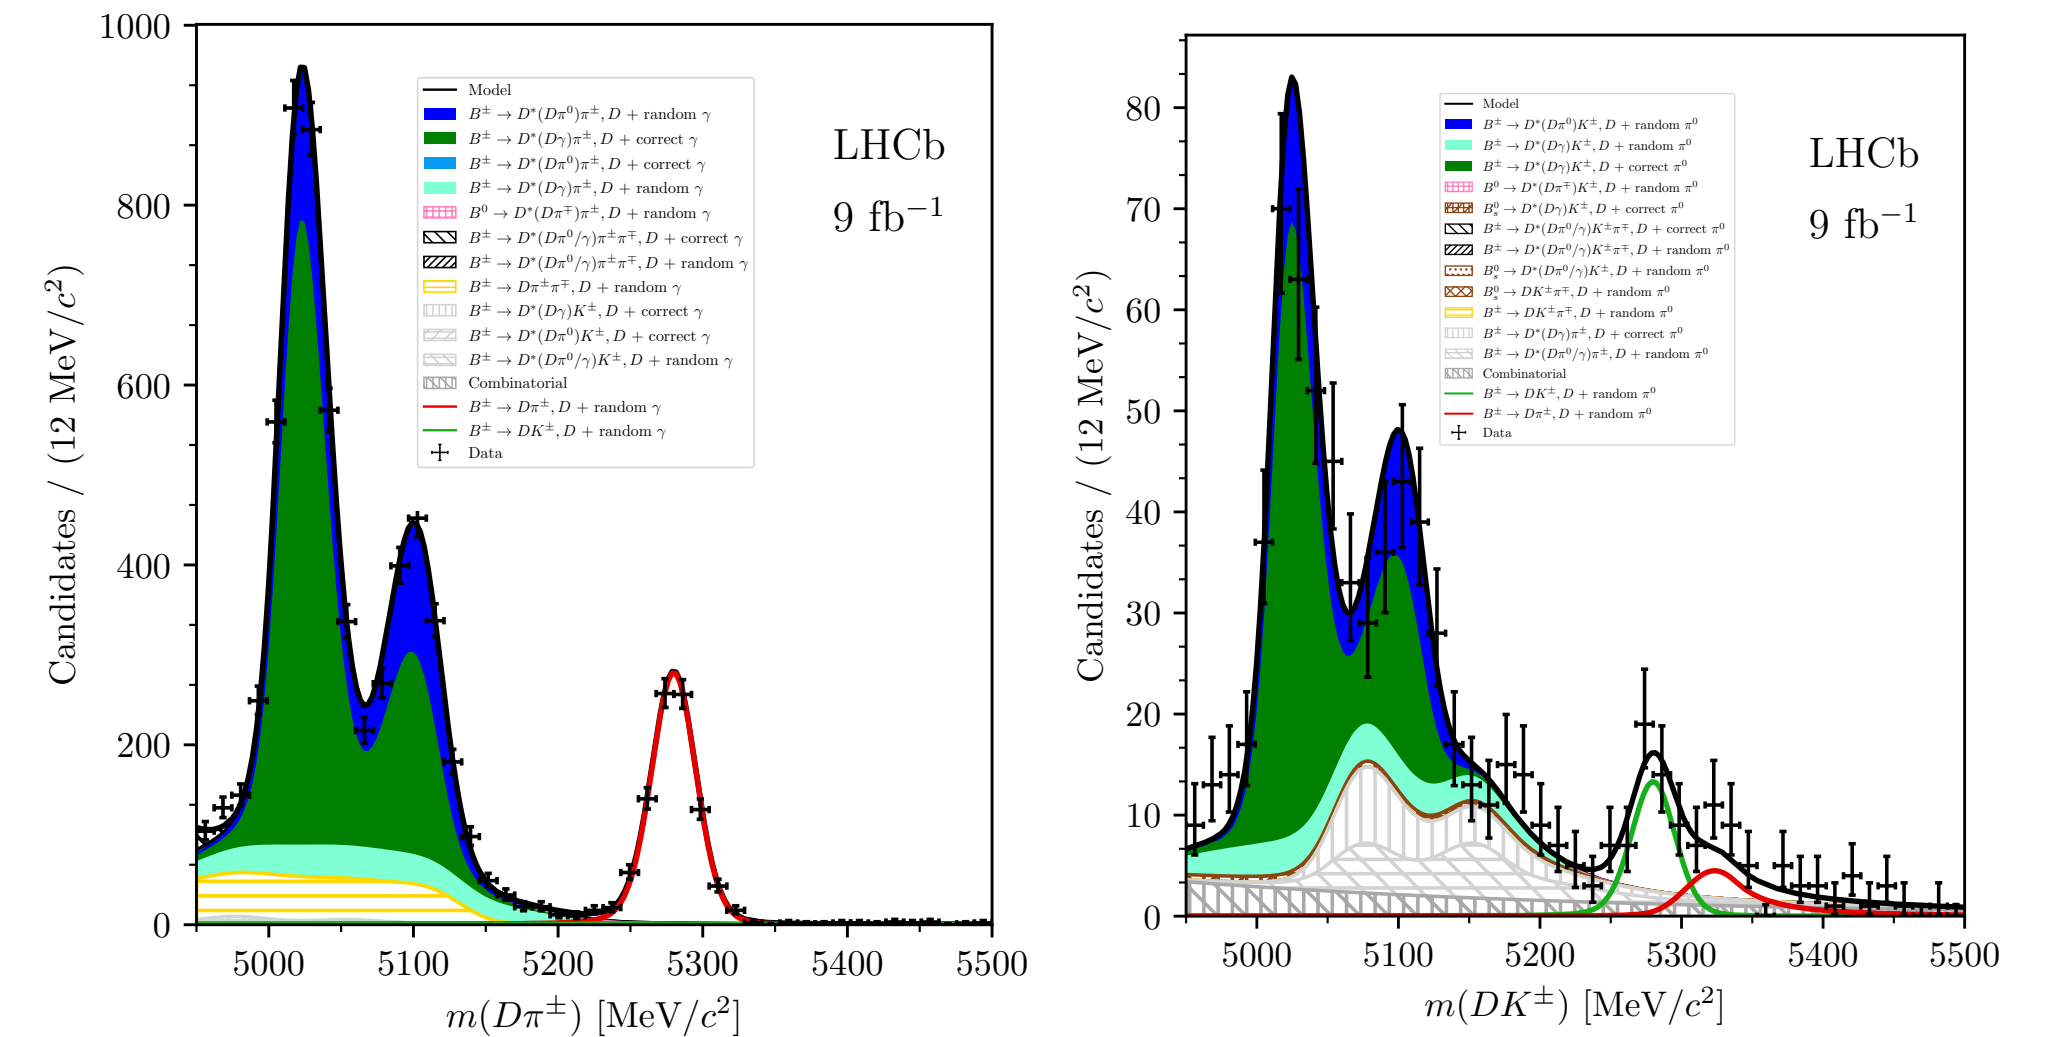 1000
800
600
400
200
0
5000 5100 5200 5300 5400 5500
Candidates / (12 MeV/c²)
m(Dπ±) [MeV/c²]
LHCb
9 fb⁻¹
Model
B± → D*(Dπ⁰)π±, D + random γ
B± → D*(Dγ)π±, D + correct γ
B± → D*(Dπ⁰)π±, D + correct γ
B± → D*(Dγ)π±, D + random γ
B⁰ → D*(Dπ∓)π±, D + random γ
B± → D*(Dπ⁰/γ)π±π∓, D + correct γ
B± → D*(Dπ⁰/γ)π±π∓, D + random γ
B± → Dπ±π∓, D + random γ
B± → D*(Dγ)K±, D + correct γ
B± → D*(Dπ⁰)K±, D + correct γ
B± → D*(Dπ⁰/γ)K±, D + random γ
Combinatorial
B± → Dπ±, D + random γ
B± → DK±, D + random γ
Data
80
70
60
50
40
30
20
10
0
5000 5100 5200 5300 5400 5500
Candidates / (12 MeV/c²)
m(DK±) [MeV/c²]
LHCb
9 fb⁻¹
Model
B± → D*(Dπ⁰)K±, D + random π⁰
B± → D*(Dγ)K±, D + random π⁰
B± → D*(Dγ)K±, D + correct π⁰
B⁰ → D*(Dπ∓)K±, D + random π⁰
B⁰ₛ → D*(Dγ)K±, D + correct π⁰
B± → D*(Dπ⁰/γ)K±π∓, D + correct π⁰
B± → D*(Dπ⁰/γ)K±π∓, D + random π⁰
B⁰ₛ → D*(Dπ⁰/γ)K±, D + random π⁰
B⁰ₛ → DK±π∓, D + random π⁰
B± → DK±π∓, D + random π⁰
B± → D*(Dγ)π±, D + correct π⁰
B± → D*(Dπ⁰/γ)π±, D + random π⁰
Combinatorial
B± → DK±, D + random π⁰
B± → Dπ±, D + random π⁰
Data